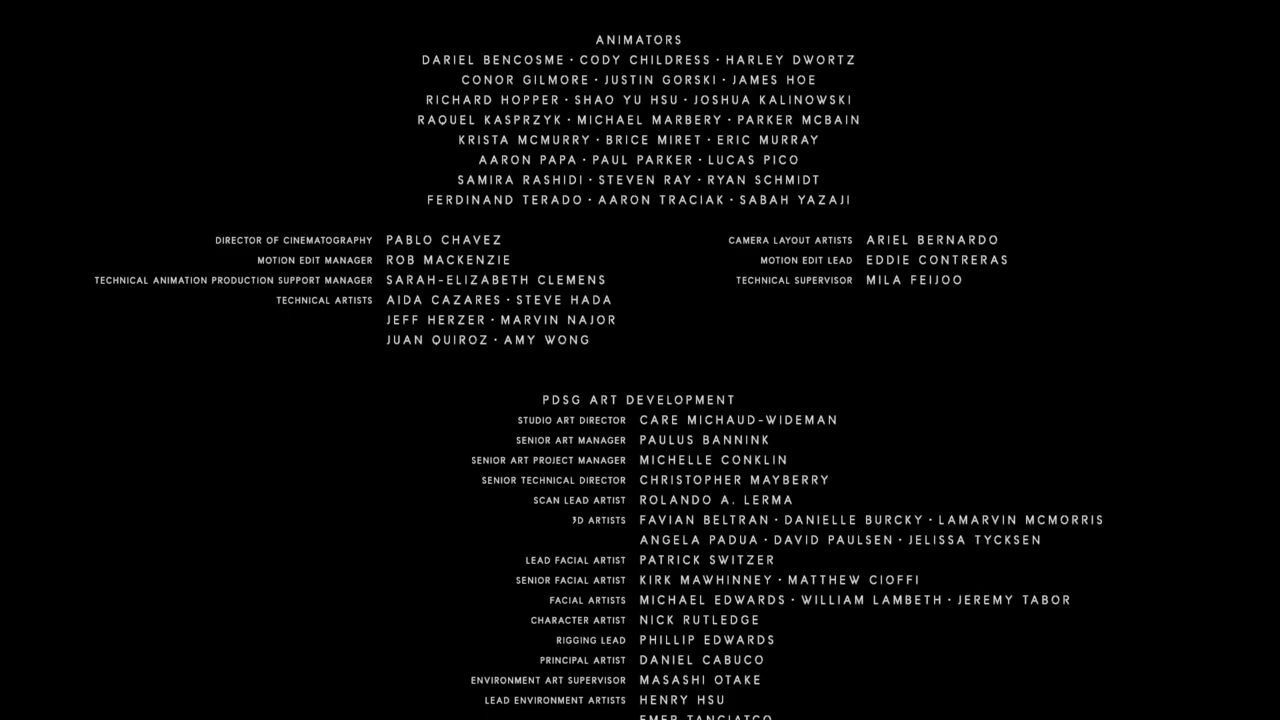 ANIMATORS
DARIEL BENCOSME • CODY CHILDRESS • HARLEY DWORTZ
CONOR GILMORE • JUSTIN GORSKI • JAMES HOE
RICHARD HOPPER • SHAO YU HSU • JOSHUA KALINOWSKI
RAQUEL KASPRZYK • MICHAEL MARBERY • PARKER MCBAIN
KRISTA MCMURRY • BRICE MIRET • ERIC MURRAY
AARON PAPA • PAUL PARKER • LUCAS PICO
SAMIRA RASHIDI • STEVEN RAY • RYAN SCHMIDT
FERDINAND TERADO • AARON TRACIAK • SABAH YAZAJI
DIRECTOR OF CINEMATOGRAPHY PABLO CHAVEZ
MOTION EDIT MANAGER ROB MACKENZIE
TECHNICAL ANIMATION PRODUCTION SUPPORT MANAGER SARAH-ELIZABETH CLEMENS
TECHNICAL ARTISTS AIDA CAZARES • STEVE HADA
JEFF HERZER • MARVIN NAJOR
JUAN QUIROZ • AMY WONG
CAMERA LAYOUT ARTISTS ARIEL BERNARDO
MOTION EDIT LEAD EDDIE CONTRERAS
TECHNICAL SUPERVISOR MILA FEIJOO
PDSG ART DEVELOPMENT
STUDIO ART DIRECTOR CARE MICHAUD-WIDEMAN
SENIOR ART MANAGER PAULUS BANNINK
SENIOR ART PROJECT MANAGER MICHELLE CONKLIN
SENIOR TECHNICAL DIRECTOR CHRISTOPHER MAYBERRY
SCAN LEAD ARTIST ROLANDO A. LERMA
3D ARTISTS FAVIAN BELTRAN • DANIELLE BURCKY • LAMARVIN MCMORRIS
ANGELA PADUA • DAVID PAULSEN • JELISSA TYCKSEN
LEAD FACIAL ARTIST PATRICK SWITZER
SENIOR FACIAL ARTIST KIRK MAWHINNEY • MATTHEW CIOFFI
FACIAL ARTISTS MICHAEL EDWARDS • WILLIAM LAMBETH • JEREMY TABOR
CHARACTER ARTIST NICK RUTLEDGE
RIGGING LEAD PHILLIP EDWARDS
PRINCIPAL ARTIST DANIEL CABUCO
ENVIRONMENT ART SUPERVISOR MASASHI OTAKE
LEAD ENVIRONMENT ARTISTS HENRY HSU